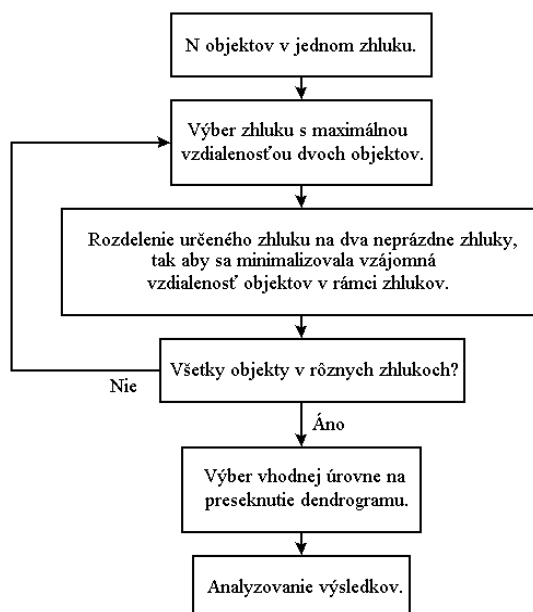 N objektov v jednom zhluku.
Výber zhluku s maximálnou
vzdialenosťou dvoch objektov.
Rozdelenie určeného zhluku na dva neprázdne zhluky,
tak aby sa minimalizovala vzájomná
vzdialenosť objektov v rámci zhlukov.
Všetky objekty v rôznych zhlukoch?
Nie
Áno
Výber vhodnej úrovne na
preseknutie dendrogramu.
Analyzovanie výsledkov.